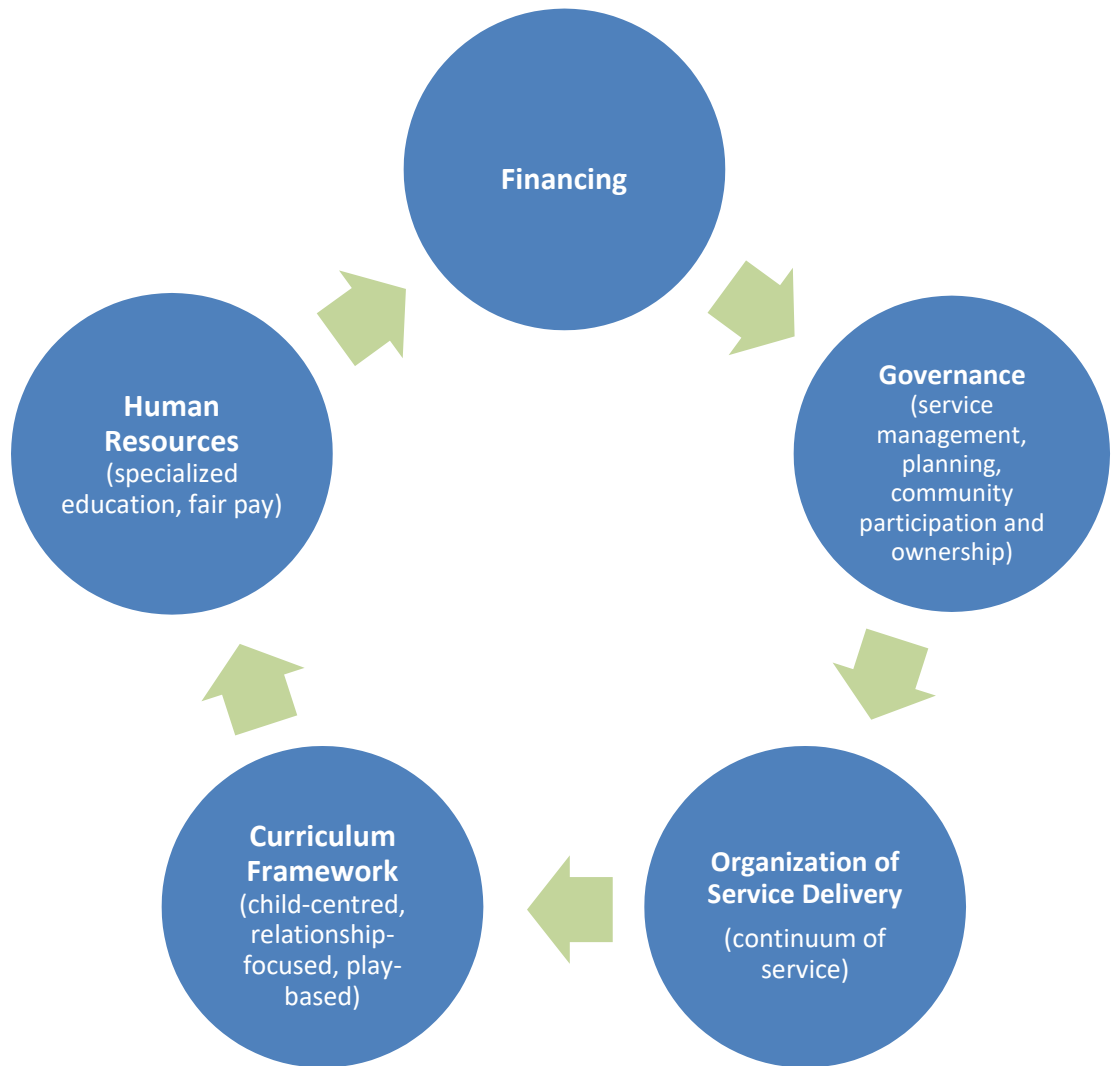 Financing
Governance
(service
management,
planning,
community
participation and
ownership)
Organization of
Service Delivery
(continuum of
service)
Curriculum
Framework
(child-centred,
relationship-
focused, play-
based)
Human
Resources
(specialized
education, fair pay)